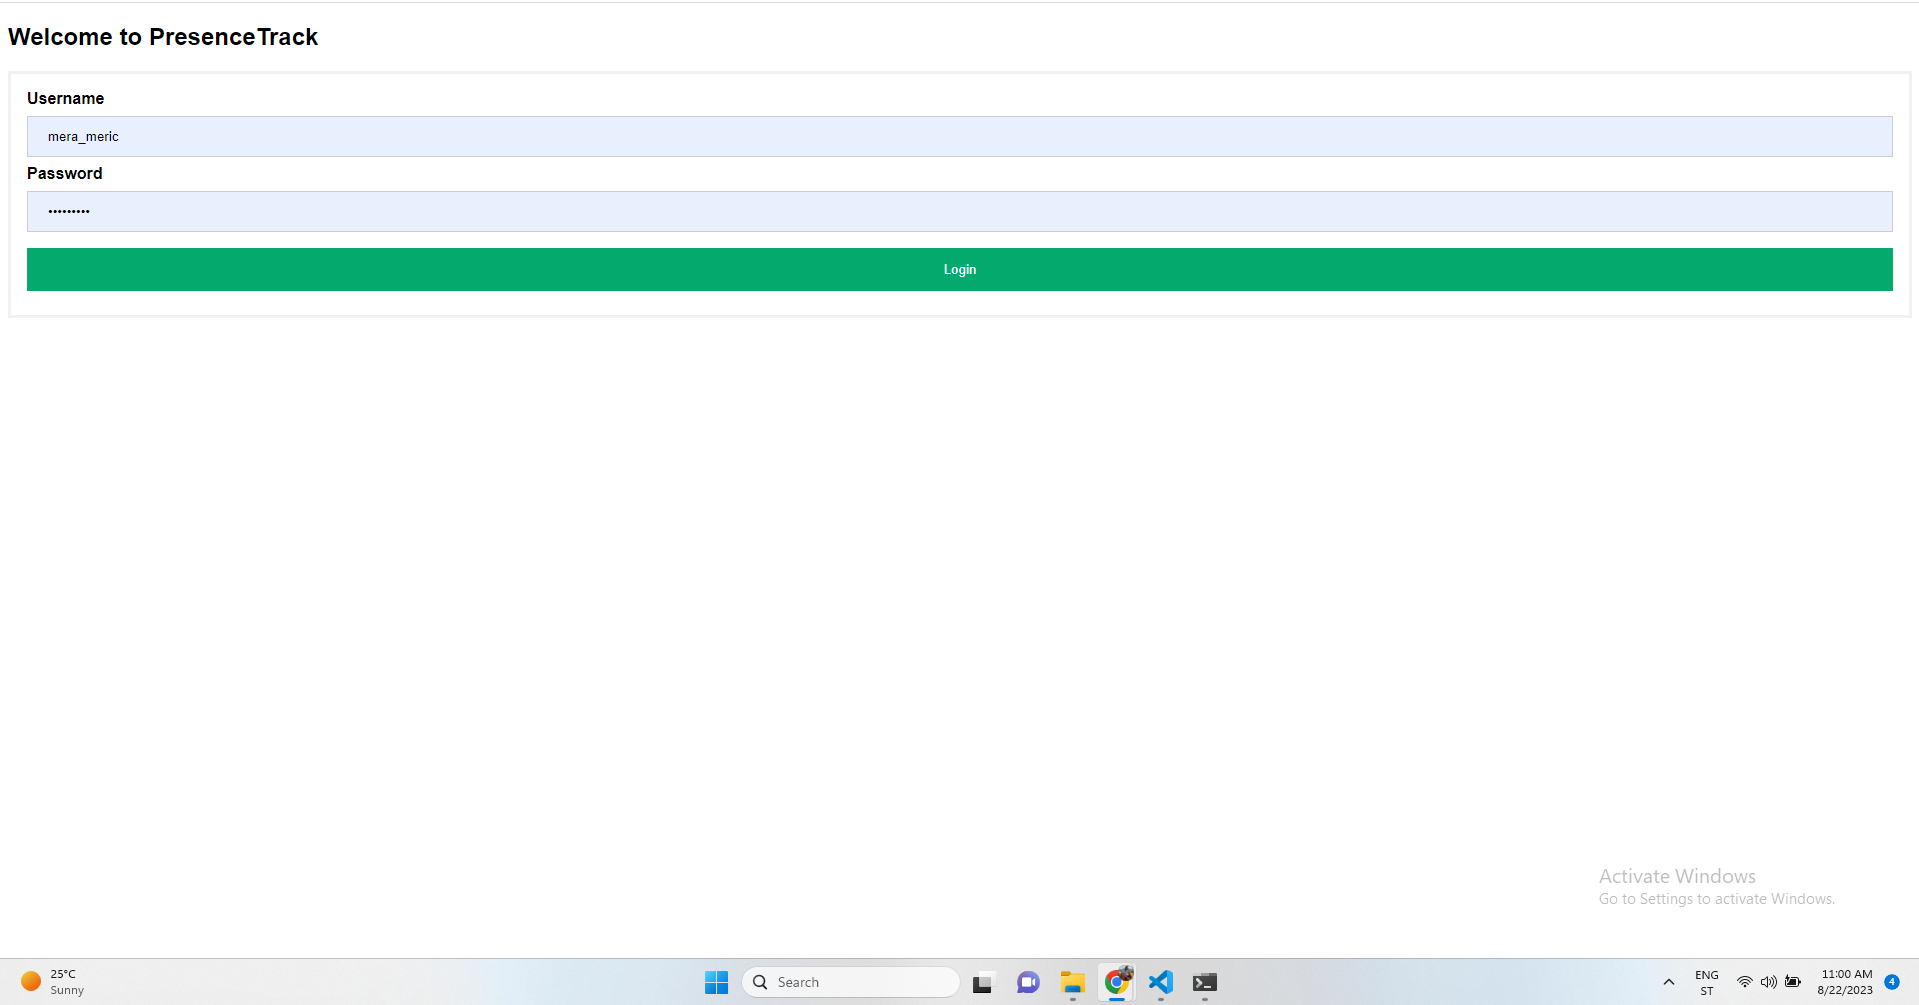 Welcome to PresenceTrack
Username
mera_meric
Password
•••••••••
Login
Activate Windows
Go to Settings to activate Windows.
25°C
Sunny
Search
ENG
ST
11:00 AM
8/22/2023
4